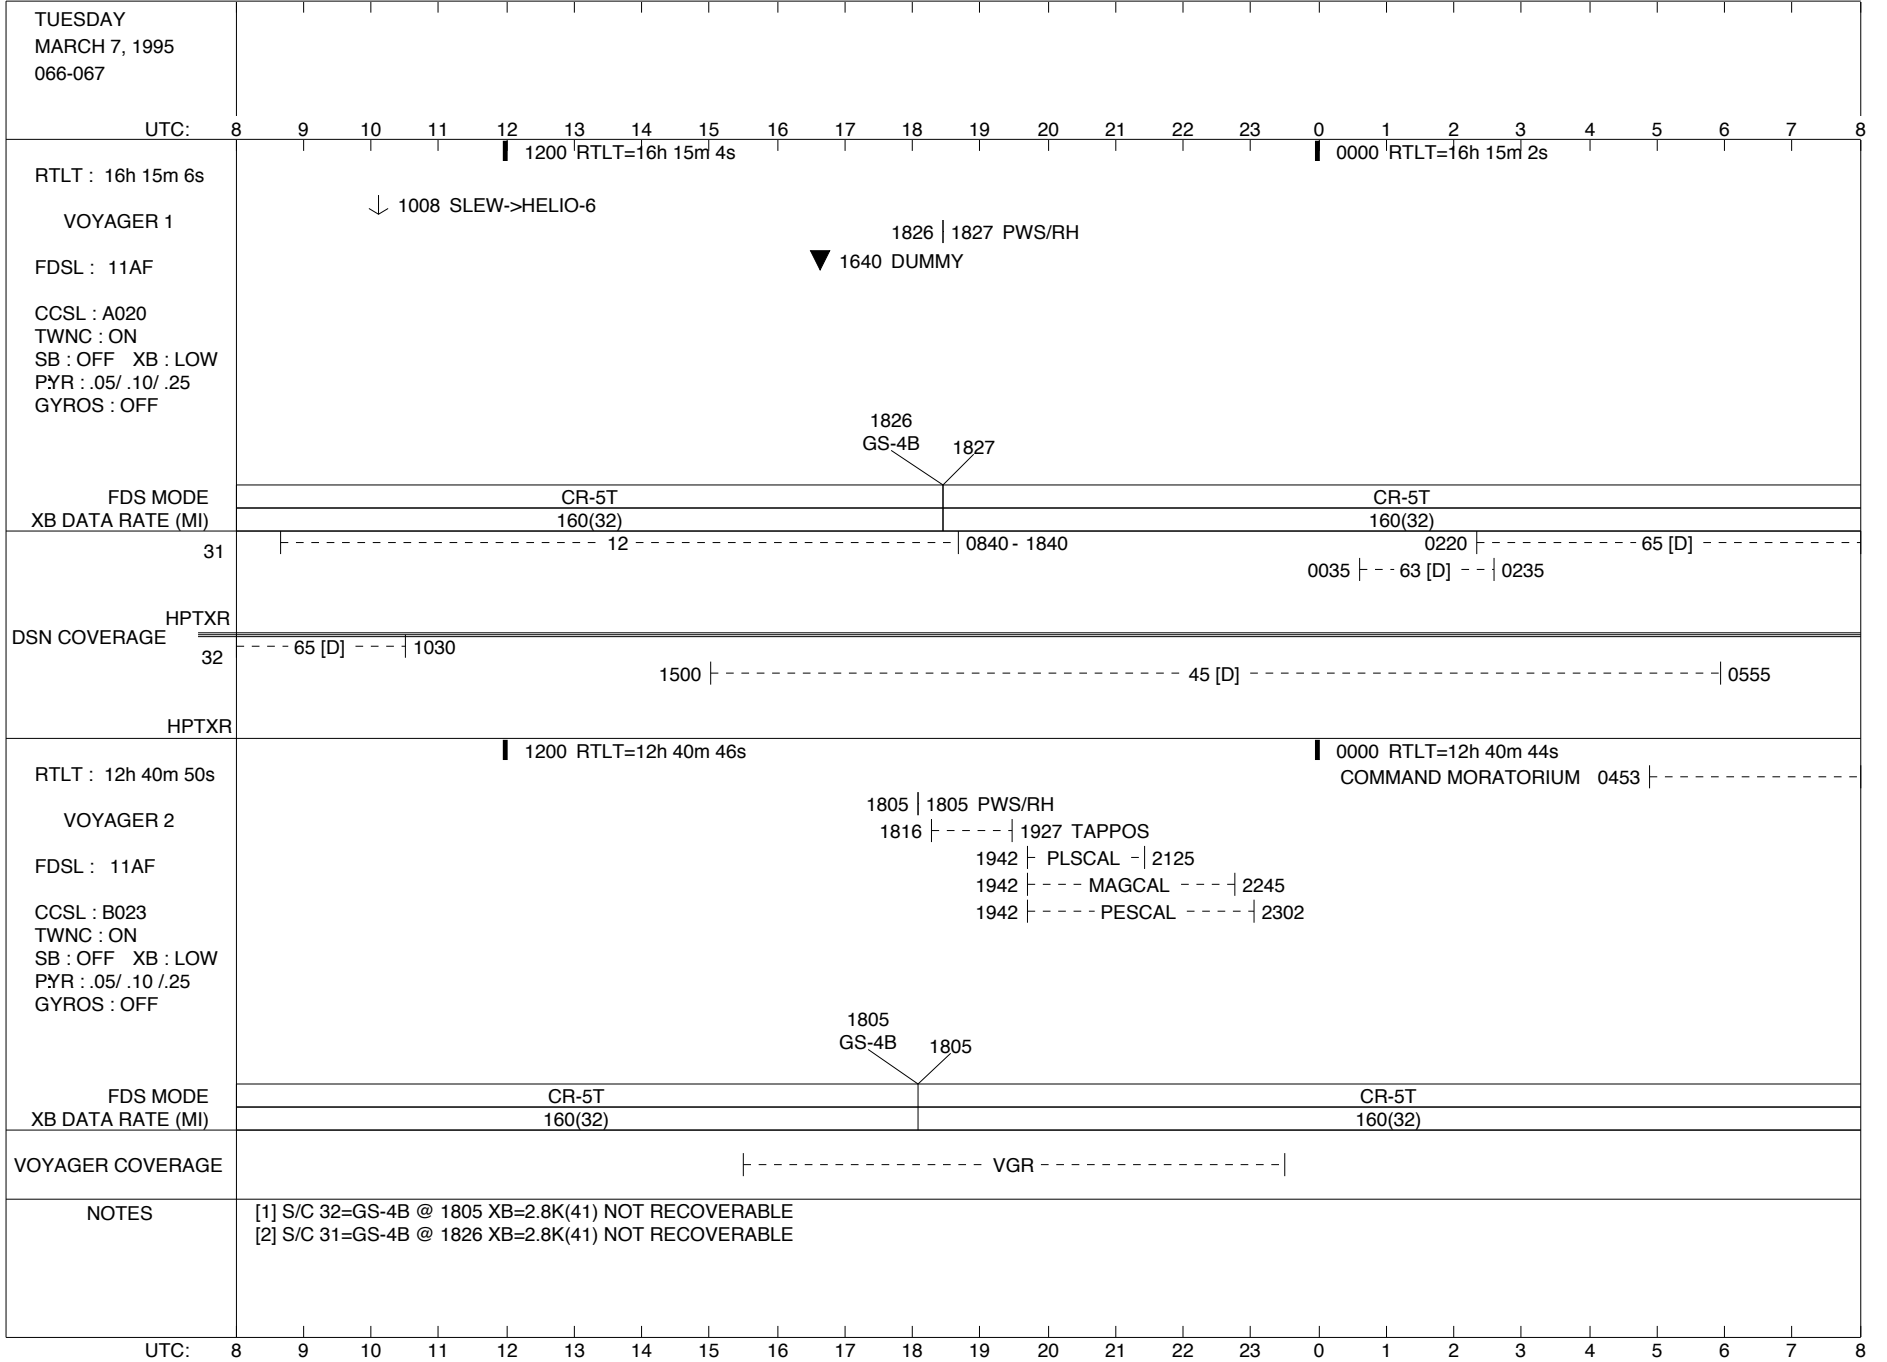 TUESDAY
MARCH 7, 1995
066-067
UTC: 8 9 10 11 12 13 14 15 16 17 18 19 20 21 22 23 0 1 2 3 4 5 6 7 8
1200 RTLT=16h 15m 4s 0000 RTLT=16h 15m 2s
RTLT : 16h 15m 6s
1008 SLEW->HELIO-6
VOYAGER 1
1826 1827 PWS/RH
FDSL : 11AF
1640 DUMMY
CCSL : A020
TWNC : ON
SB : OFF XB : LOW
P:YR : .05/ .10/ .25
GYROS : OFF
1826
GS-4B 1827
FDS MODE CR-5T CR-5T
XB DATA RATE (MI) 160(32) 160(32)
31 12 0840 - 1840 0220 65 [D]
0035 63 [D] 0235
HPTXR
DSN COVERAGE
32 65 [D] 1030
1500 45 [D] 0555
HPTXR
1200 RTLT=12h 40m 46s 0000 RTLT=12h 40m 44s
RTLT : 12h 40m 50s COMMAND MORATORIUM 0453
VOYAGER 2
1805 1805 PWS/RH
1816 1927 TAPPOS
FDSL : 11AF
1942 PLSCAL 2125
1942 MAGCAL 2245
CCSL : B023 1942 PESCAL 2302
TWNC : ON
SB : OFF XB : LOW
P:YR : .05/ .10 /.25
GYROS : OFF
1805
GS-4B 1805
FDS MODE CR-5T CR-5T
XB DATA RATE (MI) 160(32) 160(32)
VOYAGER COVERAGE VGR
NOTES [1] S/C 32=GS-4B @ 1805 XB=2.8K(41) NOT RECOVERABLE
[2] S/C 31=GS-4B @ 1826 XB=2.8K(41) NOT RECOVERABLE
UTC: 8 9 10 11 12 13 14 15 16 17 18 19 20 21 22 23 0 1 2 3 4 5 6 7 8